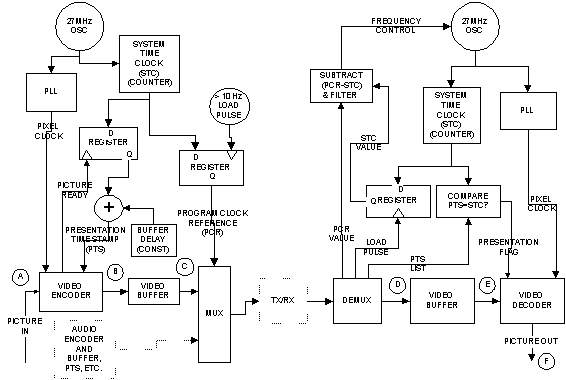 27MHz
OSC
SYSTEM
TIME
CLOCK
(STC)
(COUNTER)
PLL
> 10 Hz
LOAD
PULSE
PIXEL
CLOCK
D
REGISTER
Q
D
REGISTER
Q
PICTURE
READY
+
PRESENTATION
TIME STAMP
(PTS)
BUFFER
DELAY
(CONST)
PROGRAM CLOCK
REFERENCE
(PCR)
A
VIDEO
ENCODER
B
VIDEO
BUFFER
C
MUX
PICTURE
IN
AUDIO
ENCODER
AND
BUFFER,
PTS, ETC.
TX/RX
FREQUENCY
CONTROL
27MHz
OSC
SUBTRACT
(PCR-STC)
& FILTER
SYSTEM
TIME
CLOCK
(STC)
(COUNTER)
PLL
STC
VALUE
D
REGISTER
Q
COMPARE
PTS=STC?
PIXEL
CLOCK
PCR
VALUE
LOAD
PULSE
PTS
LIST
PRESENTATION
FLAG
DEMUX
D
VIDEO
BUFFER
E
VIDEO
DECODER
PICTURE OUT
F